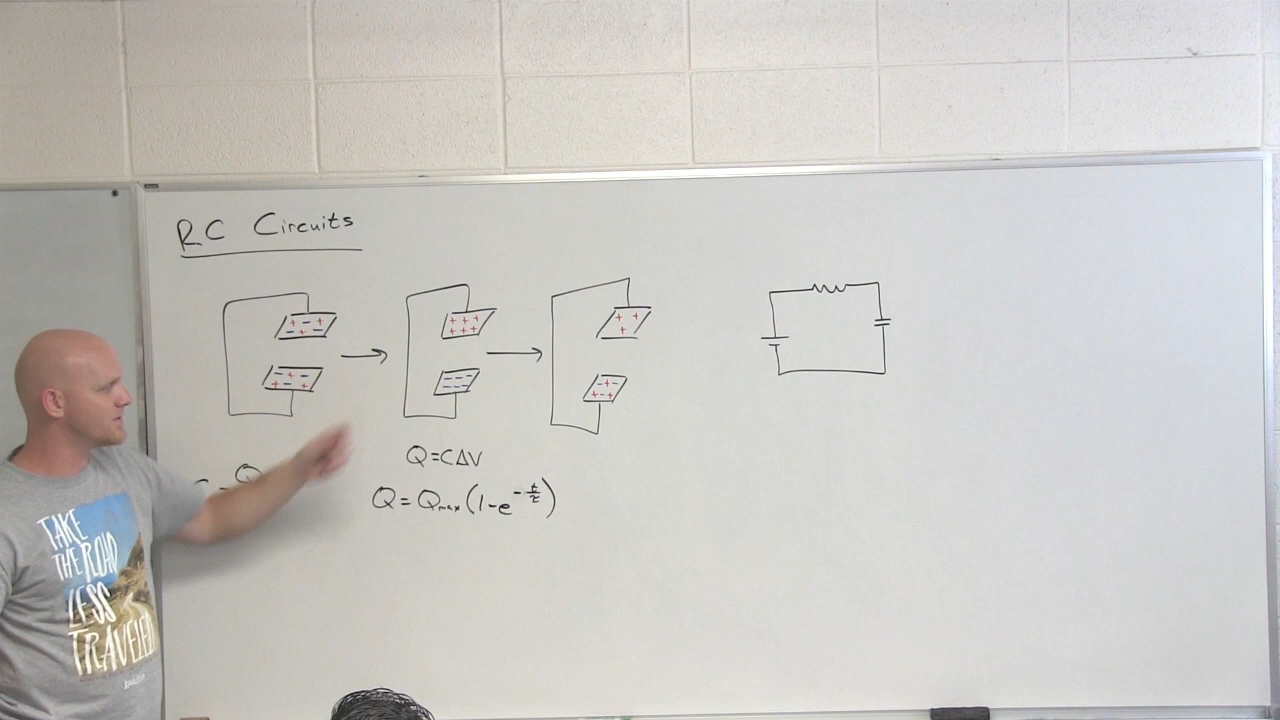 RC Circuits
Q=CΔV
Q=Qmax(1-e^-t/τ)
TAKE
THE ROAD
LESS
TRAVELED